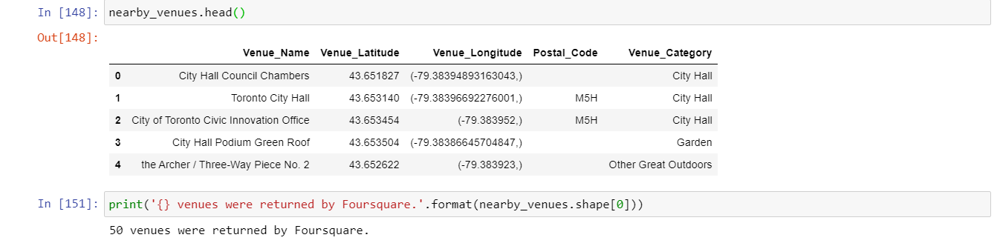 In [148]: nearby_venues.head()
Out[148]:
Venue_Name Venue_Latitude Venue_Longitude Postal_Code Venue_Category
0 City Hall Council Chambers 43.651827 (-79.38394893163043,) City Hall
1 Toronto City Hall 43.653140 (-79.38396692276001,) M5H City Hall
2 City of Toronto Civic Innovation Office 43.653454 (-79.383952,) M5H City Hall
3 City Hall Podium Green Roof 43.653504 (-79.38386645704847,) Garden
4 the Archer / Three-Way Piece No. 2 43.652622 (-79.383923,) Other Great Outdoors
In [151]: print('{} venues were returned by Foursquare.'.format(nearby_venues.shape[0]))
50 venues were returned by Foursquare.